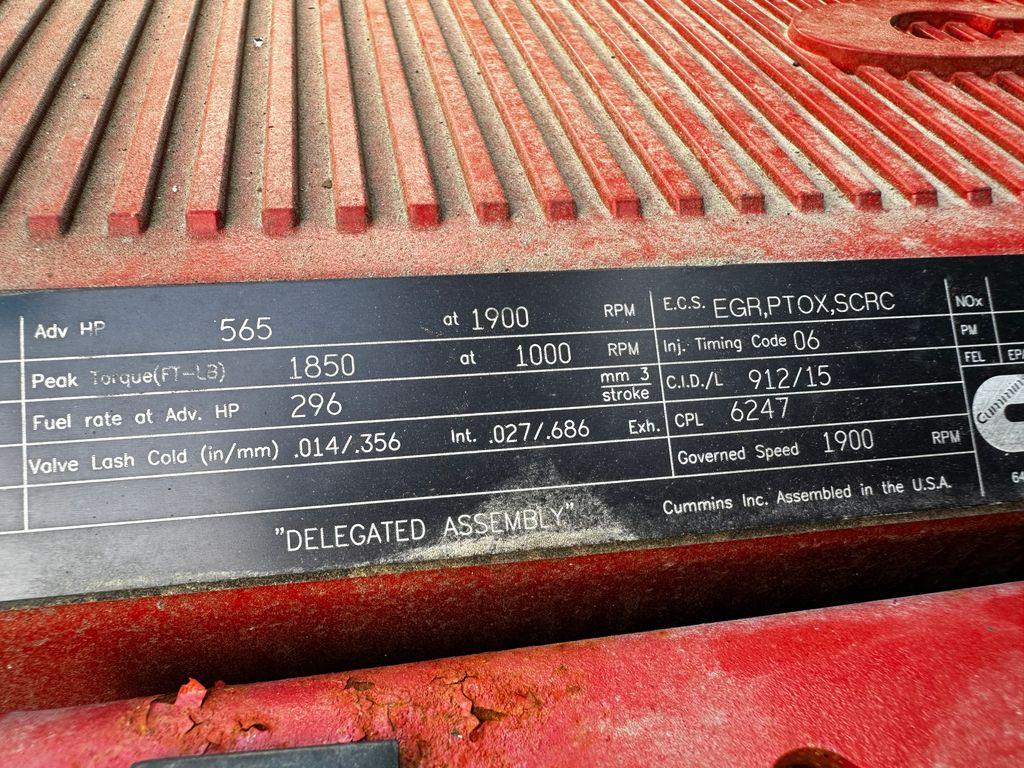 Adv HP 565 at 1900 RPM
Peak Torque(FT-LB) 1850 at 1000 RPM
Fuel rate at Adv. HP 296 mm 3
stroke
Valve Lash Cold (in/mm) .014/.356 Int. .027/.686 Exh.
"DELEGATED ASSEMBLY"
E.C.S. EGR,PTOX,SCRC
Inj. Timing Code 06
C.I.D./L 912/15
CPL 6247
Governed Speed 1900 RPM
Cummins Inc. Assembled in the U.S.A.
NOx
PM
FEL
Cummins